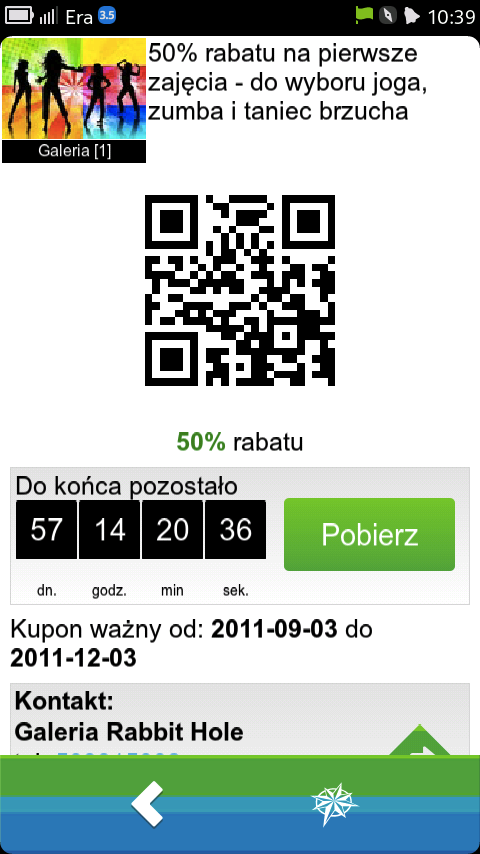 Era 3.5 10:39
50% rabatu na pierwsze
zajęcia - do wyboru joga,
zumba i taniec brzucha
Galeria [1]
50% rabatu
Do końca pozostało
57 14 20 36
Pobierz
dn. godz. min sek.
Kupon ważny od: 2011-09-03 do
2011-12-03
Kontakt:
Galeria Rabbit Hole